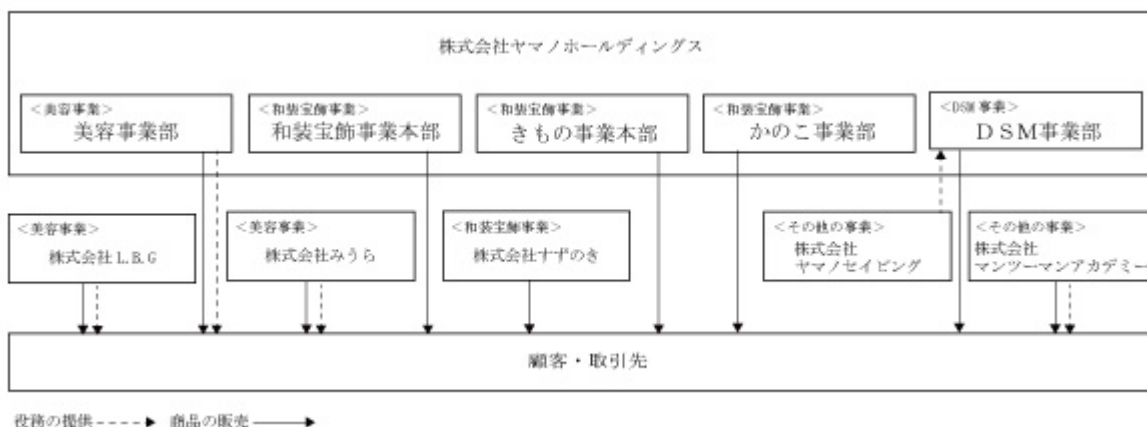 株式会社ヤマノホールディングス
＜美容事業＞
美容事業部
＜和装宝飾事業＞
和装宝飾事業本部
＜和装宝飾事業＞
きもの事業本部
＜和装宝飾事業＞
かのこ事業部
＜DSM事業＞
ＤＳＭ事業部
＜美容事業＞
株式会社L.B.G
＜美容事業＞
株式会社みうら
＜和装宝飾事業＞
株式会社すずのき
＜その他の事業＞
株式会社
ヤマノセイビング
＜その他の事業＞
株式会社
マンツーマンアカデミー
顧客・取引先
役務の提供 商品の販売